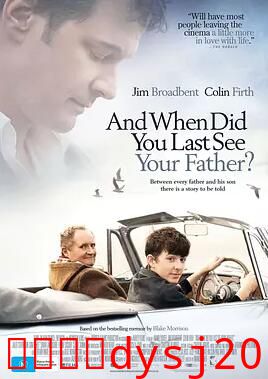 "Will have most
people leaving the
cinema a little more
in love with life."
THE HERALD
Jim Broadbent Colin Firth
And When Did
You Last See
Your Father?
Between every father and his son
there is a story to be told
Based on the bestselling memoir by Blake Morrison
□□□□□dysj20